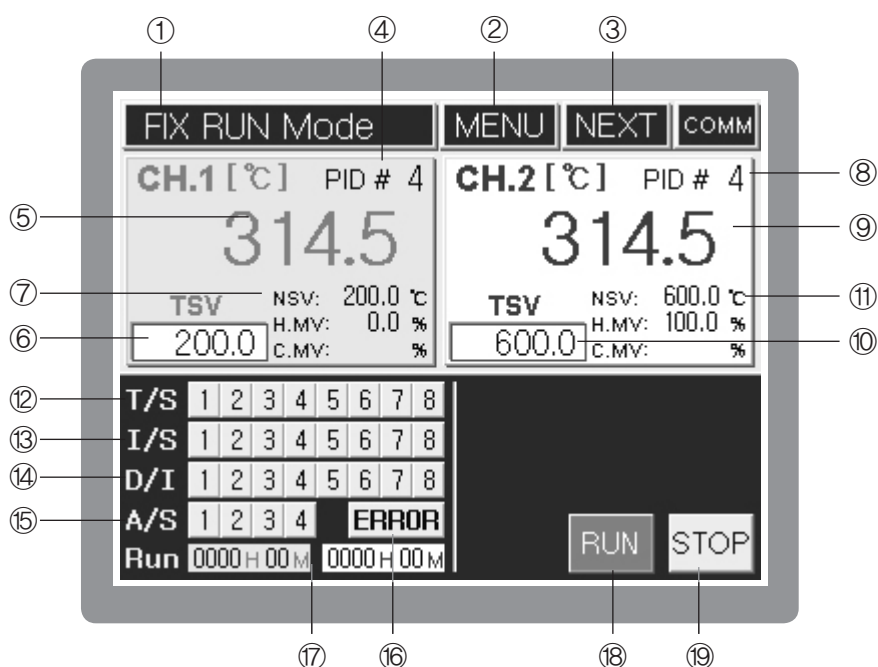 ① ④ ② ③
FIX RUN Mode MENU NEXT COMM
CH.1 [℃] PID # 4 CH.2 [℃] PID # 4 ⑧
⑤ 314.5 314.5 ⑨
⑦ NSV: 200.0 ℃ NSV: 600.0 ℃ ⑪
TSV H.MV: 0.0 % TSV H.MV: 100.0 %
⑥ 200.0 C.MV: % 600.0 C.MV: % ⑩
⑫ T/S 1 2 3 4 5 6 7 8
⑬ I/S 1 2 3 4 5 6 7 8
⑭ D/I 1 2 3 4 5 6 7 8
⑮ A/S 1 2 3 4 ERROR RUN STOP
Run 0000 H 00 M 0000 H 00 M
⑰ ⑯ ⑱ ⑲